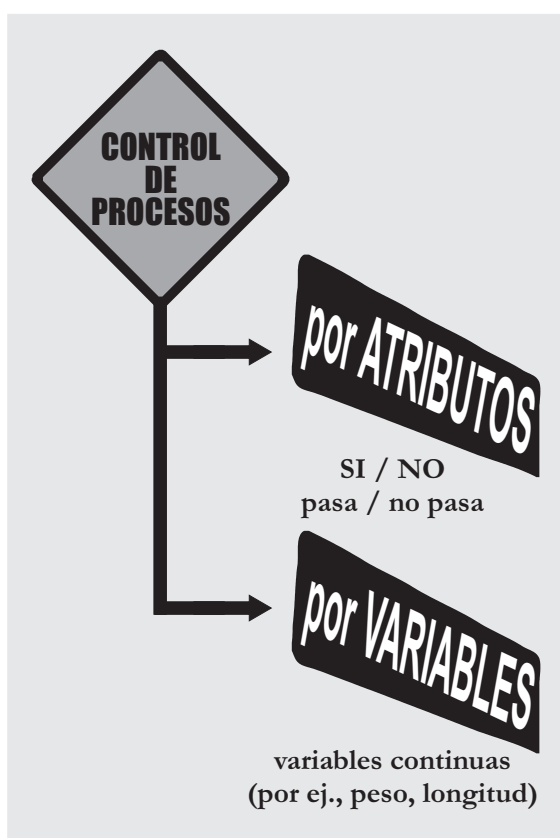 CONTROL
DE
PROCESOS
por ATRIBUTOS
SI / NO
pasa / no pasa
por VARIABLES
variables continuas
(por ej., peso, longitud)